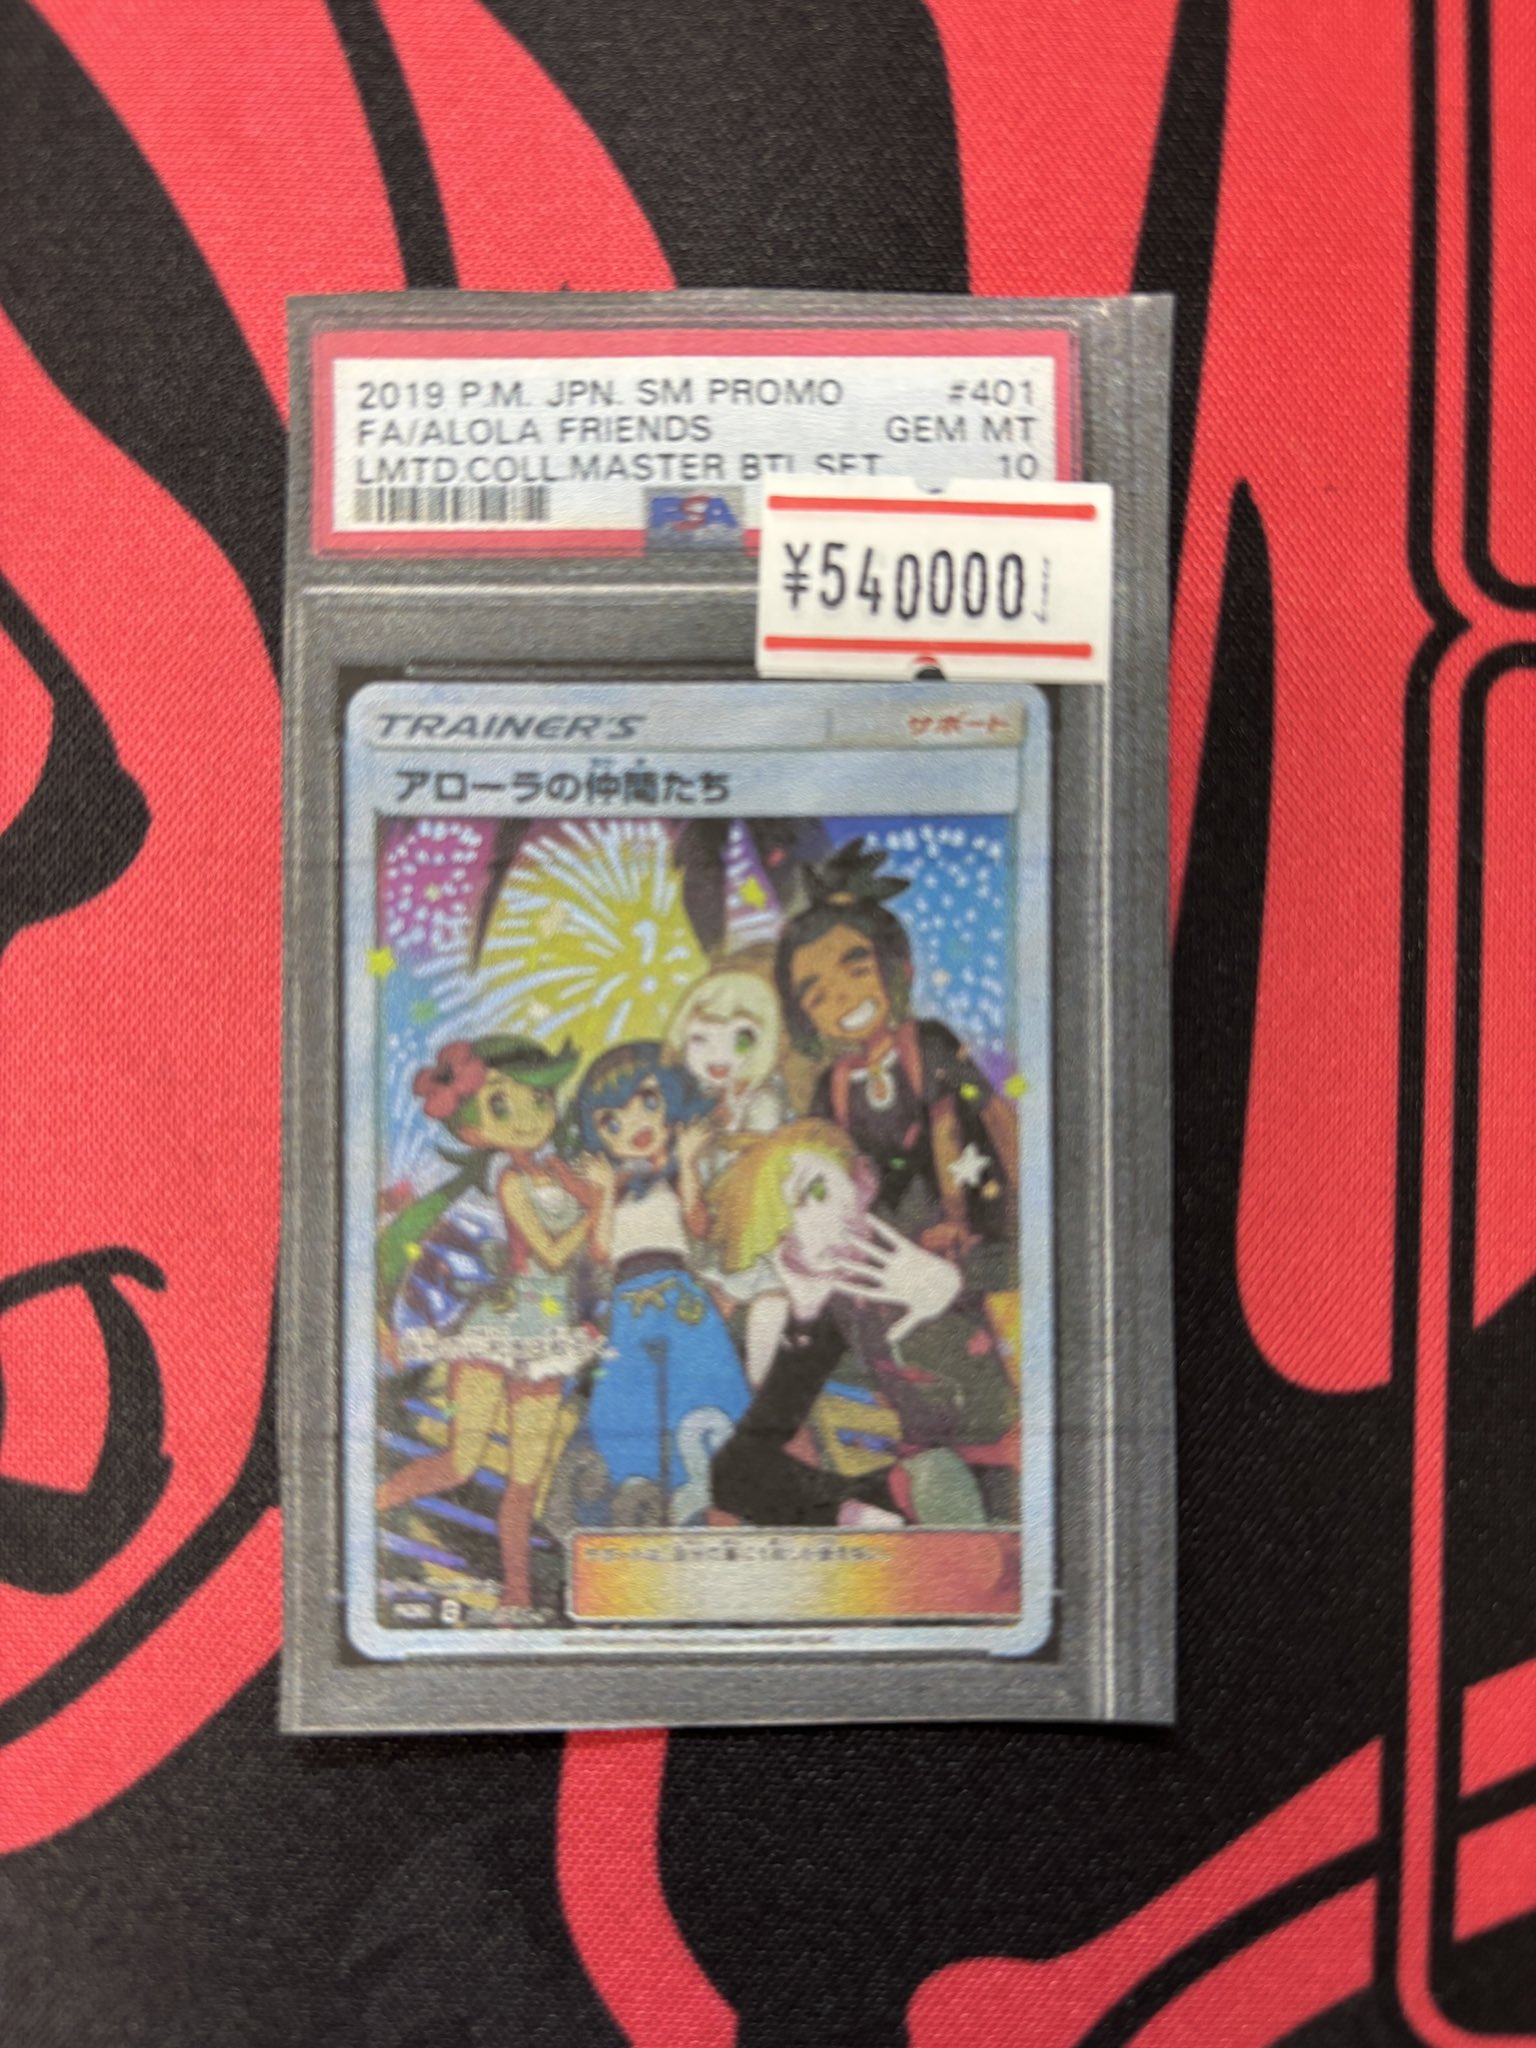 2019 P.M. JPN. SM PROMO #401
FA/ALOLA FRIENDS GEM MT
LMTD.COLL.MASTER BTL SET 10
PSA
¥540000
TRAINER'S サポート
アローラの仲間たち